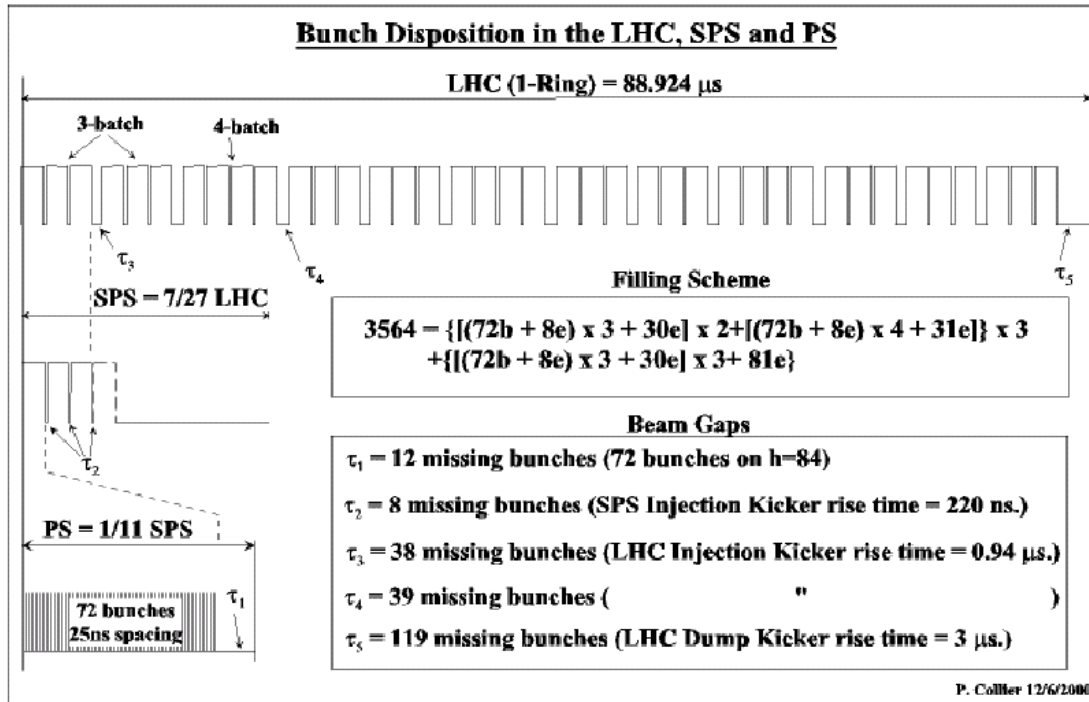 Bunch Disposition in the LHC, SPS and PS
LHC (1-Ring) = 88.924 µs
3-batch
4-batch
τ₃
τ₄
τ₅
SPS = 7/27 LHC
Filling Scheme
3564 = {[(72b + 8e) x 3 + 30e] x 2+[(72b + 8e) x 4 + 31e]} x 3
+{[(72b + 8e) x 3 + 30e] x 3+ 81e}
τ₂
Beam Gaps
τ₁ = 12 missing bunches (72 bunches on h=84)
τ₂ = 8 missing bunches (SPS Injection Kicker rise time = 220 ns.)
PS = 1/11 SPS
τ₃ = 38 missing bunches (LHC Injection Kicker rise time = 0.94 µs.)
τ₄ = 39 missing bunches ( " )
τ₅ = 119 missing bunches (LHC Dump Kicker rise time = 3 µs.)
τ₁
72 bunches
25ns spacing
P. Collier 12/6/2000